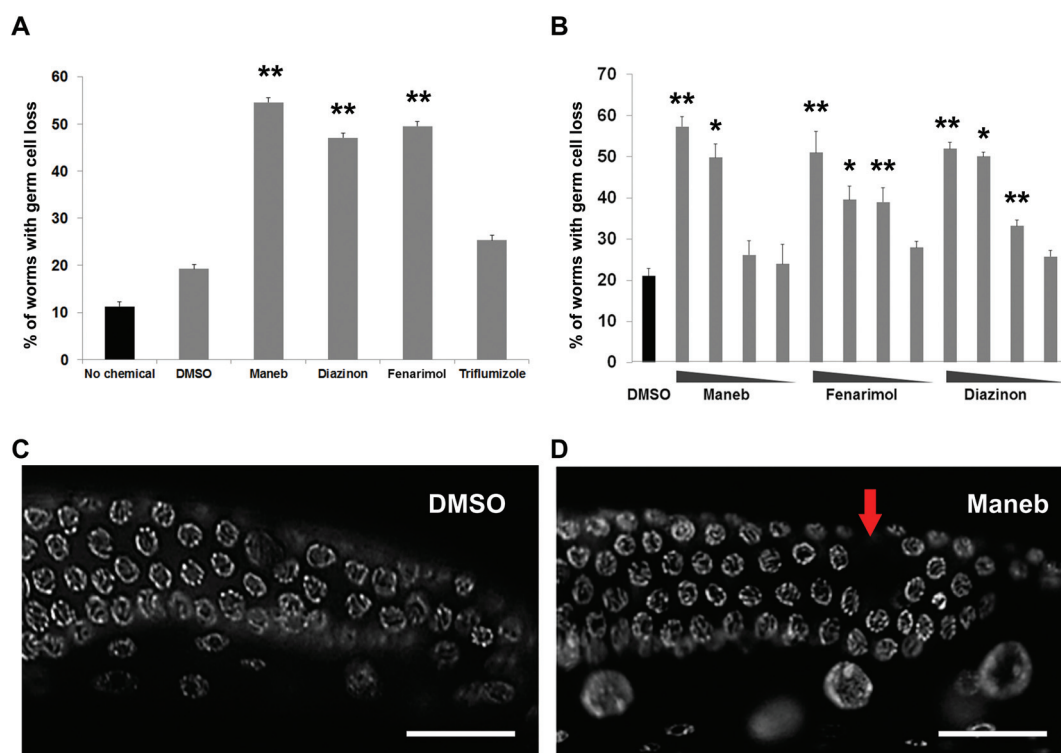 A
% of worms with germ cell loss
60
50
40
30
20
10
0
** ** **
No chemical DMSO Maneb Diazinon Fenarimol Triflumizole
B
% of worms with germ cell loss
70
60
50
40
30
20
10
0
** * ** * ** ** * **
DMSO Maneb Fenarimol Diazinon
C
DMSO
D
Maneb